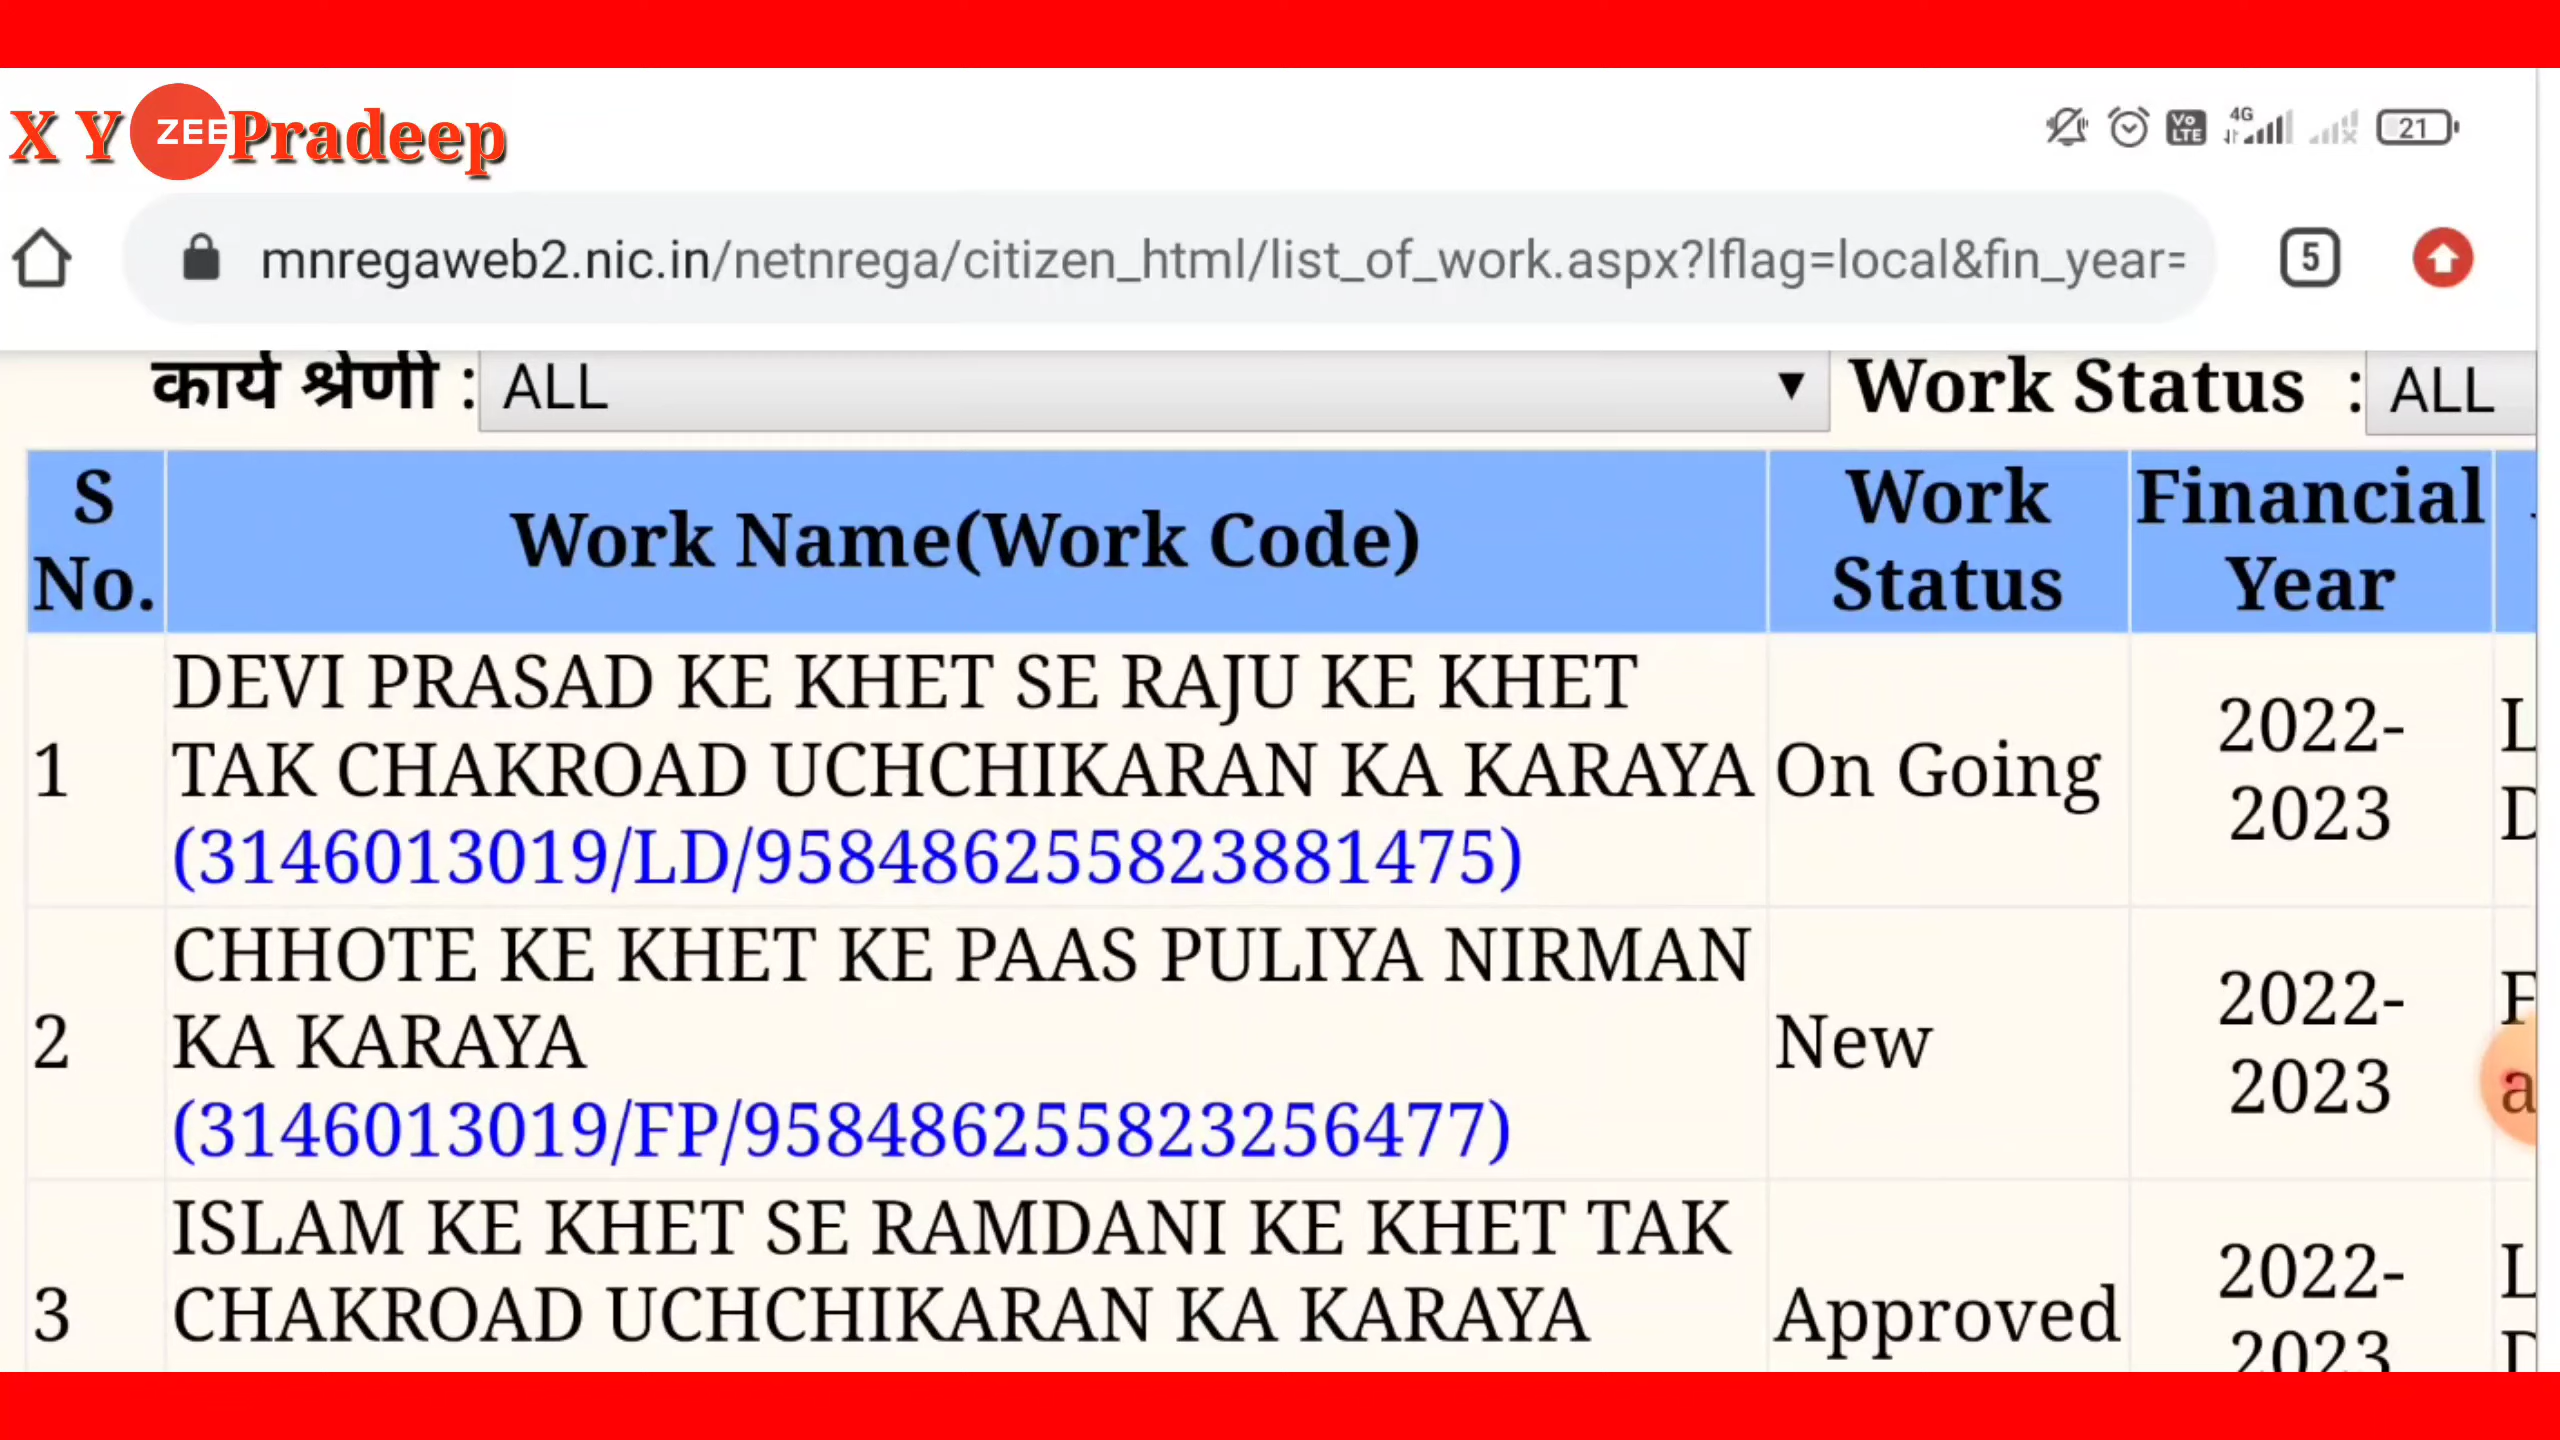 X Y ZEE Pradeep
4G Vo LTE 21
mnregaweb2.nic.in/netnrega/citizen_html/list_of_work.aspx?lflag=local&fin_year=
5
कार्य श्रेणी : ALL Work Status : ALL
S No. Work Name(Work Code) Work Status Financial Year
1 DEVI PRASAD KE KHET SE RAJU KE KHET
TAK CHAKROAD UCHCHIKARAN KA KARAYA
(3146013019/LD/958486255823881475)
On Going
2022-
2023
L
D
2 CHHOTE KE KHET KE PAAS PULIYA NIRMAN
KA KARAYA
(3146013019/FP/958486255823256477)
New
2022-
2023
F
a
3 ISLAM KE KHET SE RAMDANI KE KHET TAK
CHAKROAD UCHCHIKARAN KA KARAYA
Approved
2022-
2023
L
D